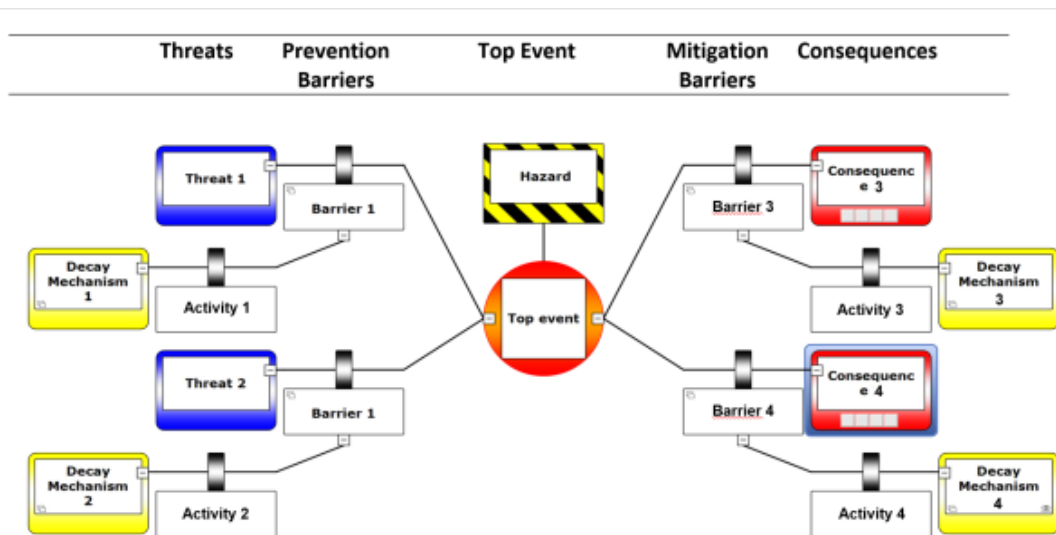 Threats
Prevention
Barriers
Top Event
Mitigation
Barriers
Consequences
Threat 1
Barrier 1
Hazard
Barrier 3
Consequenc
e 3
Decay
Mechanism
1
Activity 1
Top event
Activity 3
Decay
Mechanism
3
Threat 2
Barrier 1
Barrier 4
Consequenc
e 4
Decay
Mechanism
2
Activity 2
Activity 4
Decay
Mechanism
4